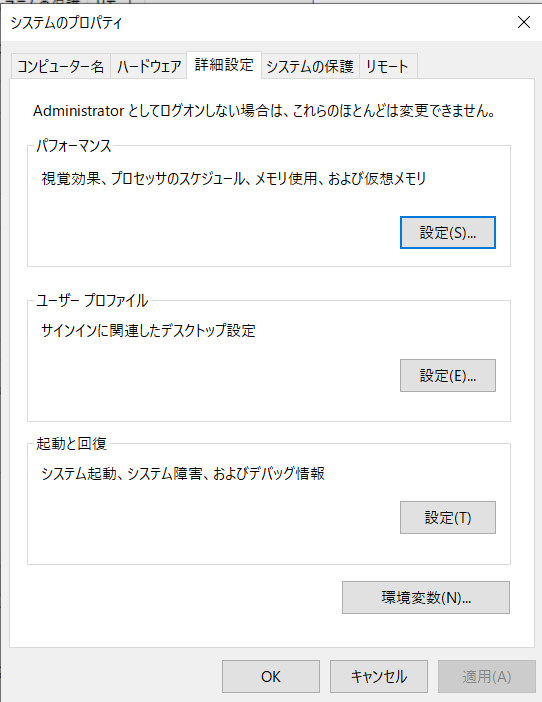 システムのプロパティ
コンピューター名 ハードウェア 詳細設定 システムの保護 リモート
Administrator としてログオンしない場合は、これらのほとんどは変更できません。
パフォーマンス
視覚効果、プロセッサのスケジュール、メモリ使用、および仮想メモリ
設定(S)...
ユーザー プロファイル
サインインに関連したデスクトップ設定
設定(E)...
起動と回復
システム起動、システム障害、およびデバッグ情報
設定(T)
環境変数(N)...
OK キャンセル 適用(A)